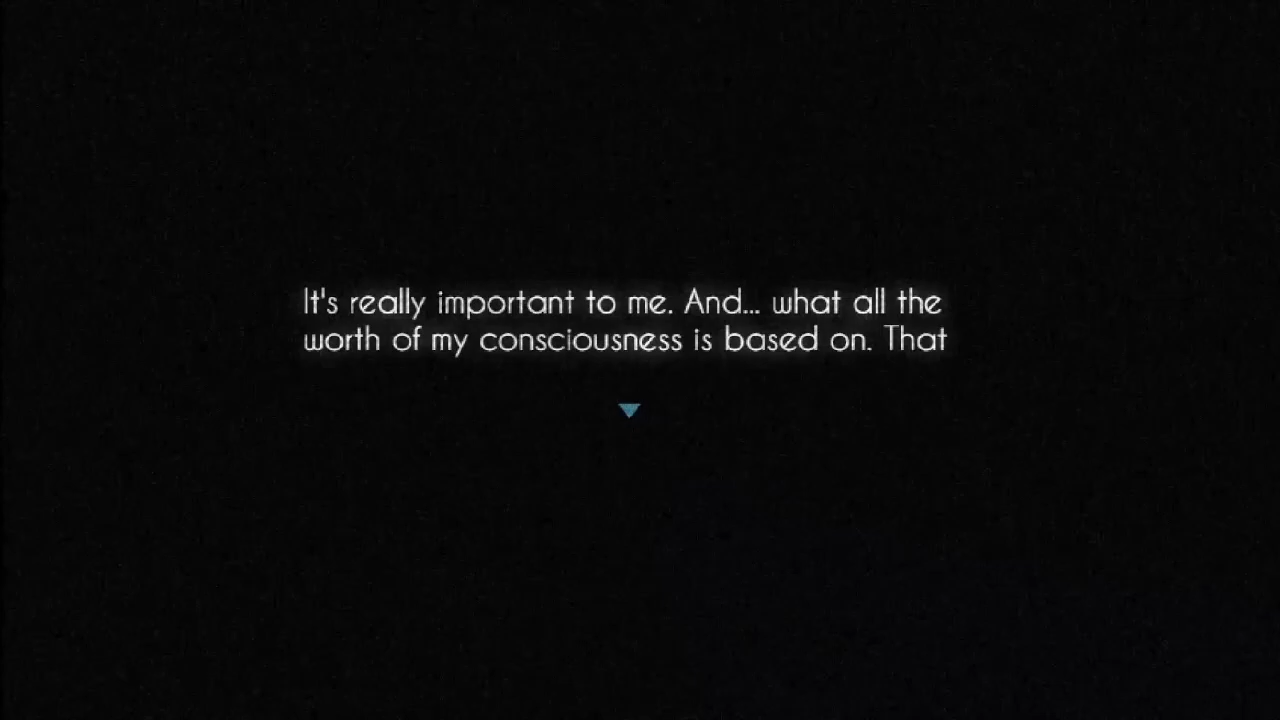 It's really important to me. And... what all the
worth of my consciousness is based on. That